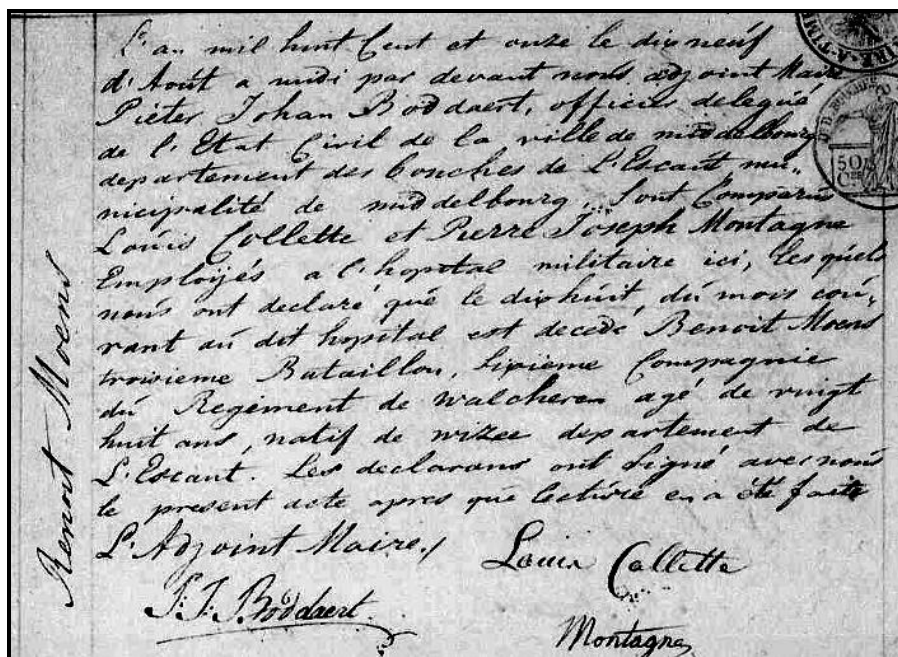 L'an mil huit Cent et onze le dix neuf
d'Août a midi par devant nous adjoint Maire
Piéter Johan Boddaert, officier delegué
de l'Etat Civil de la ville de middelbourg
departement des bouches de L'Escaut mu-
nicipalité de middelbourg, Sont Comparus
Louis Collette et Pierre Joseph Montagne
Employés a l'hopital militaire ici, lesquels
nous ont declaré que le dixhuit, du mois cou-
rant au dit hopital est decedé Benoit Moens
troisieme Bataillon, Sixieme Compagnie
du Regiment de Walcheren agé de vingt
huit ans, natif de wizee departement de
L'Escaut. Les declarans ont signé avec nous
le present acte apres que lecture en a été faite
L'Adjoint Maire./
P. J. Boddaert.
Louis Collette
Montagne
Benoit Moens
50